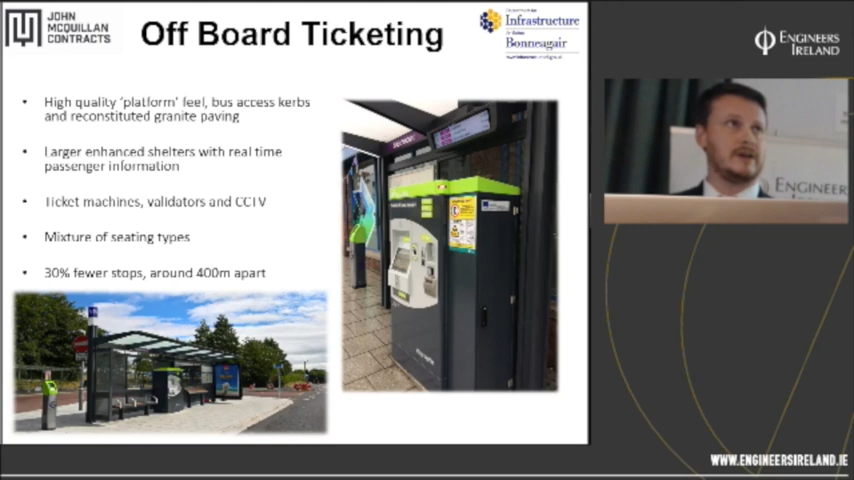 JOHN
MCQUILLAN
CONTRACTS
Off Board Ticketing
Infrastructure
Bonneagair
ENGINEERS
IRELAND
• High quality 'platform' feel, bus access kerbs
and reconstituted granite paving
• Larger enhanced shelters with real time
passenger information
• Ticket machines, validators and CCTV
• Mixture of seating types
• 30% fewer stops, around 400m apart
ENGINEERS
WWW.ENGINEERSIRELAND.IE